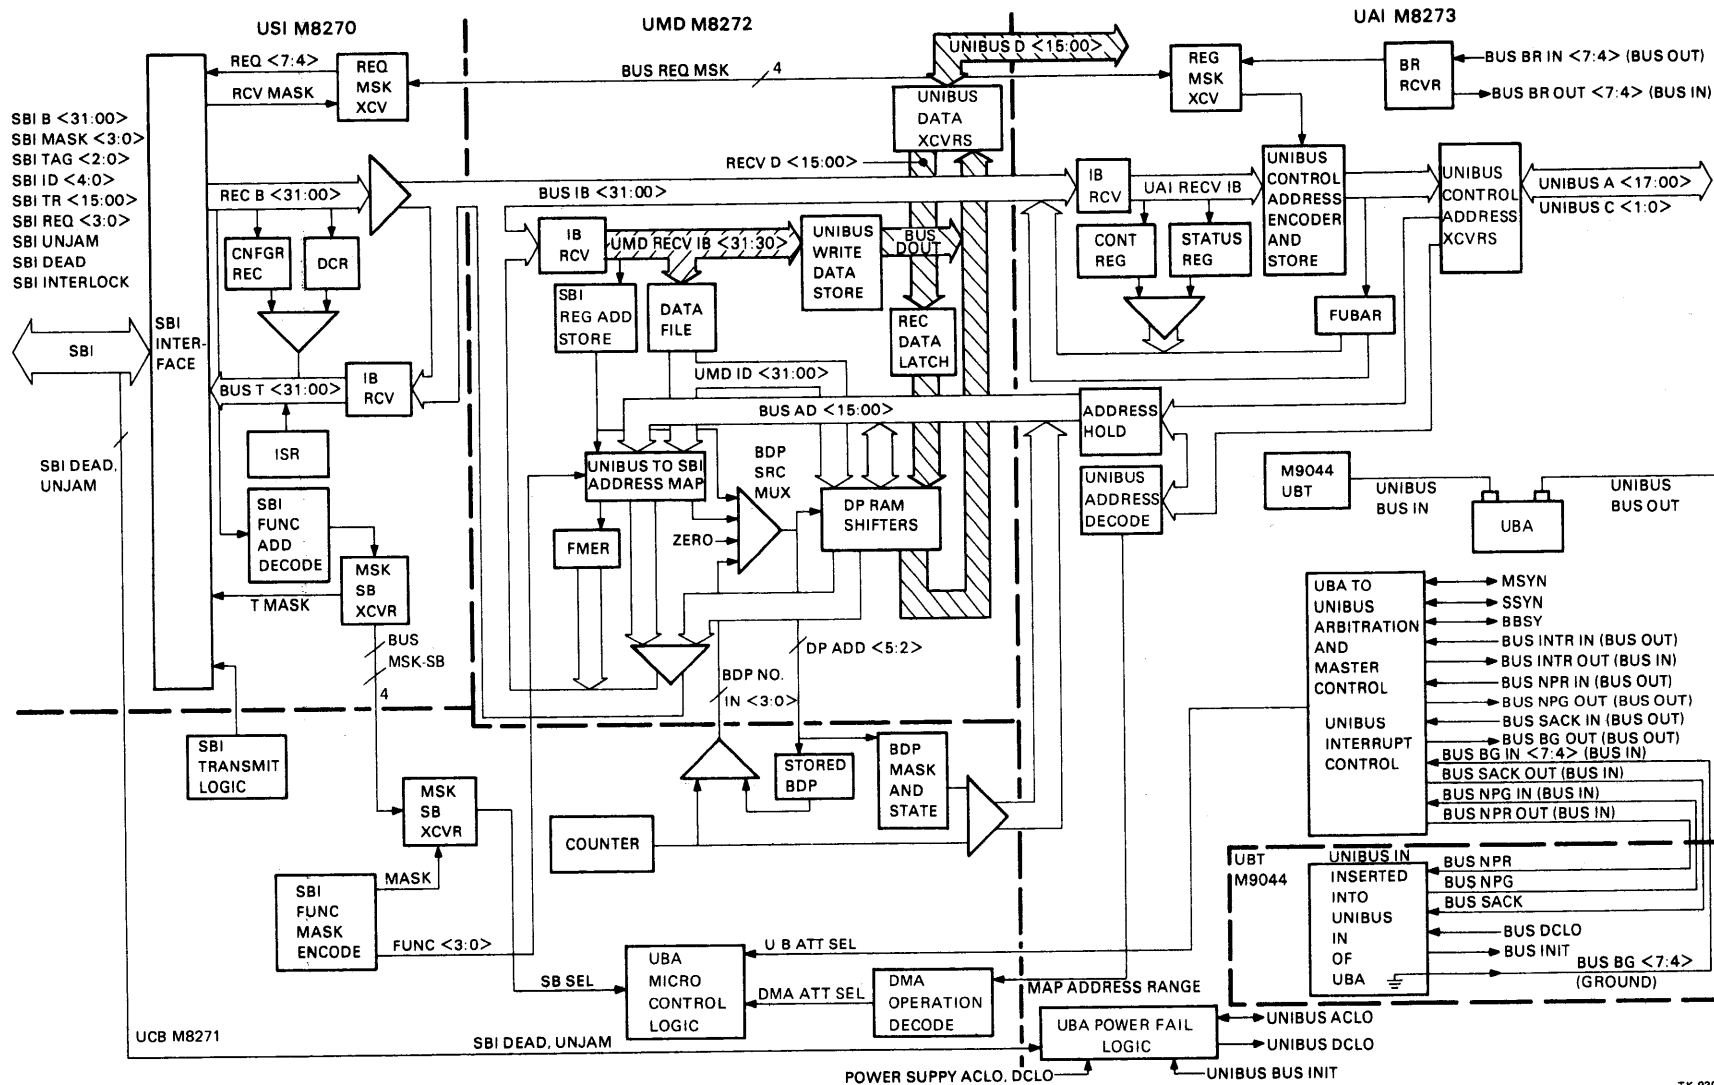 USI M8270
UMD M8272
UAI M8273
REQ <7:4>
RCV MASK
REQ
MSK
XCV
BUS REQ MSK
4
UNIBUS D <15:00>
REG
MSK
XCV
BR
RCVR
BUS BR IN <7:4> (BUS OUT)
BUS BR OUT <7:4> (BUS IN)
SBI B <31:00>
SBI MASK <3:0>
SBI TAG <2:0>
SBI ID <4:0>
SBI TR <15:00>
SBI REQ <3:0>
SBI UNJAM
SBI DEAD
SBI INTERLOCK
SBI
SBI
INTER-
FACE
UNIBUS
DATA
XCVRS
RECV D <15:00>
REC B <31:00>
BUS IB <31:00>
IB
RCV
UAI RECV IB
UNIBUS
CONTROL
ADDRESS
ENCODER
AND
STORE
UNIBUS
CONTROL
ADDRESS
XCVRS
UNIBUS A <17:00>
UNIBUS C <1:0>
CNFGR
REC
DCR
IB
RCV
UMD RECV IB <31:30>
UNIBUS
WRITE
DATA
STORE
BUS
DOUT
CONT
REG
STATUS
REG
SBI
REG ADD
STORE
DATA
FILE
REC
DATA
LATCH
FUBAR
BUS T <31:00>
IB
RCV
UMD ID <31:00>
BUS AD <15:00>
ADDRESS
HOLD
ISR
SBI DEAD,
UNJAM
UNIBUS TO SBI
ADDRESS MAP
BDP
SRC
MUX
DP RAM
SHIFTERS
UNIBUS
ADDRESS
DECODE
M9044
UBT
UNIBUS
BUS IN
UBA
UNIBUS
BUS OUT
SBI
FUNC
ADD
DECODE
FMER
ZERO
MSK
SB
XCVR
T MASK
BUS
MSK-SB
4
UBA TO
UNIBUS
ARBITRATION
AND
MASTER
CONTROL
UNIBUS
INTERRUPT
CONTROL
MSYN
SSYN
BBSY
BUS INTR IN (BUS OUT)
BUS INTR OUT (BUS IN)
BUS NPR IN (BUS OUT)
BUS NPG OUT (BUS IN)
BUS SACK IN (BUS OUT)
BUS BG OUT (BUS OUT)
BUS BG IN <7:4> (BUS IN)
BUS SACK OUT (BUS IN)
BUS NPG IN (BUS IN)
BUS NPR OUT (BUS IN)
DP ADD <5:2>
BDP NO.
IN <3:0>
SBI
TRANSMIT
LOGIC
STORED
BDP
BDP
MASK
AND
STATE
MSK
SB
XCVR
COUNTER
UBT
M9044
UNIBUS IN
INSERTED
INTO
UNIBUS
IN
OF
UBA
BUS NPR
BUS NPG
BUS SACK
BUS DCLO
BUS INIT
BUS BG <7:4>
(GROUND)
SBI
FUNC
MASK
ENCODE
MASK
FUNC <3:0>
SB SEL
UBA
MICRO
CONTROL
LOGIC
U B ATT SEL
DMA ATT SEL
DMA
OPERATION
DECODE
MAP ADDRESS RANGE
UCB M8271
SBI DEAD, UNJAM
UBA POWER FAIL
LOGIC
UNIBUS ACLO
UNIBUS DCLO
POWER SUPPY ACLO, DCLO
UNIBUS BUS INIT